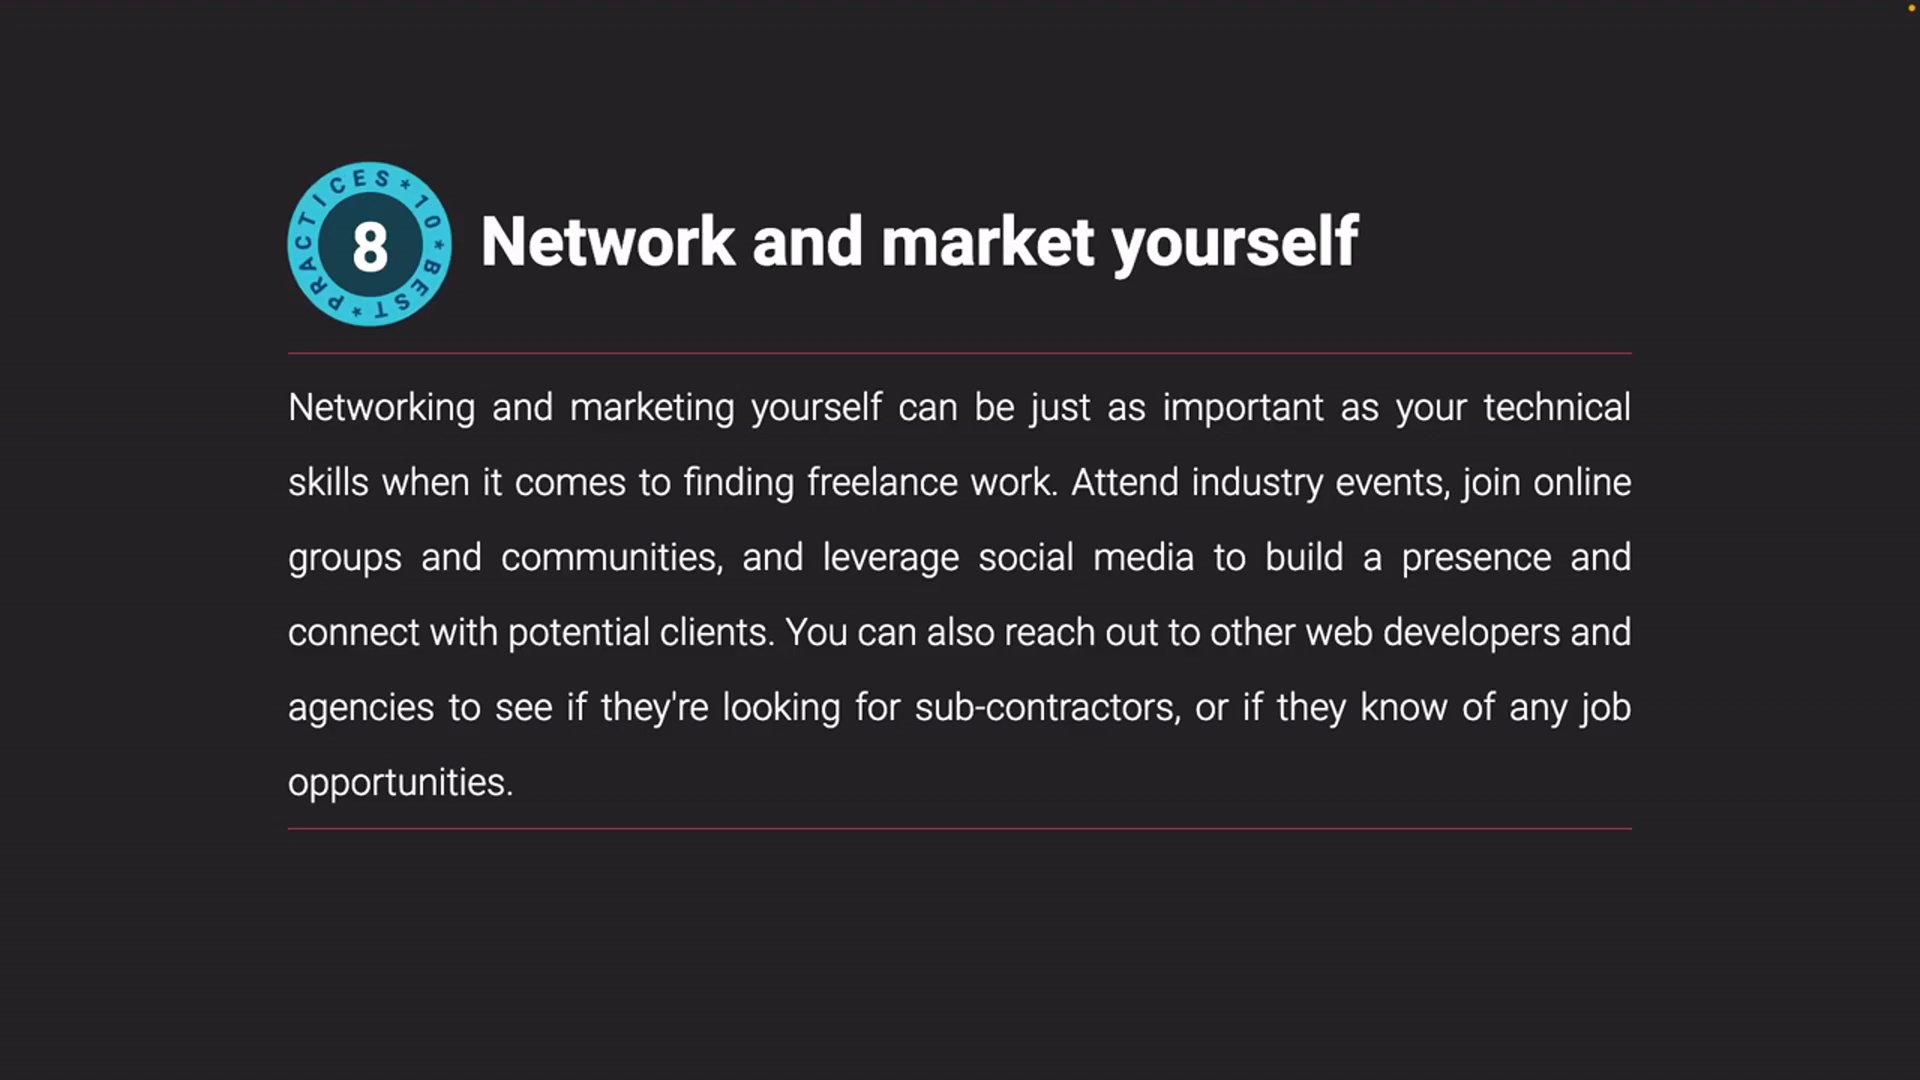 10 * BEST * PRACTICES *
8
Network and market yourself
Networking and marketing yourself can be just as important as your technical
skills when it comes to finding freelance work. Attend industry events, join online
groups and communities, and leverage social media to build a presence and
connect with potential clients. You can also reach out to other web developers and
agencies to see if they're looking for sub-contractors, or if they know of any job
opportunities.